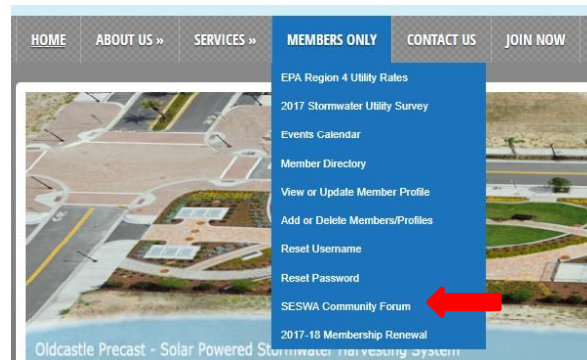 HOME ABOUT US » SERVICES » MEMBERS ONLY CONTACT US JOIN NOW
EPA Region 4 Utility Rates
2017 Stormwater Utility Survey
Events Calendar
Member Directory
View or Update Member Profile
Add or Delete Members/Profiles
Reset Username
Reset Password
SESWA Community Forum
2017-18 Membership Renewal
Oldcastle Precast - Solar Powered Stormwater Harvesting System